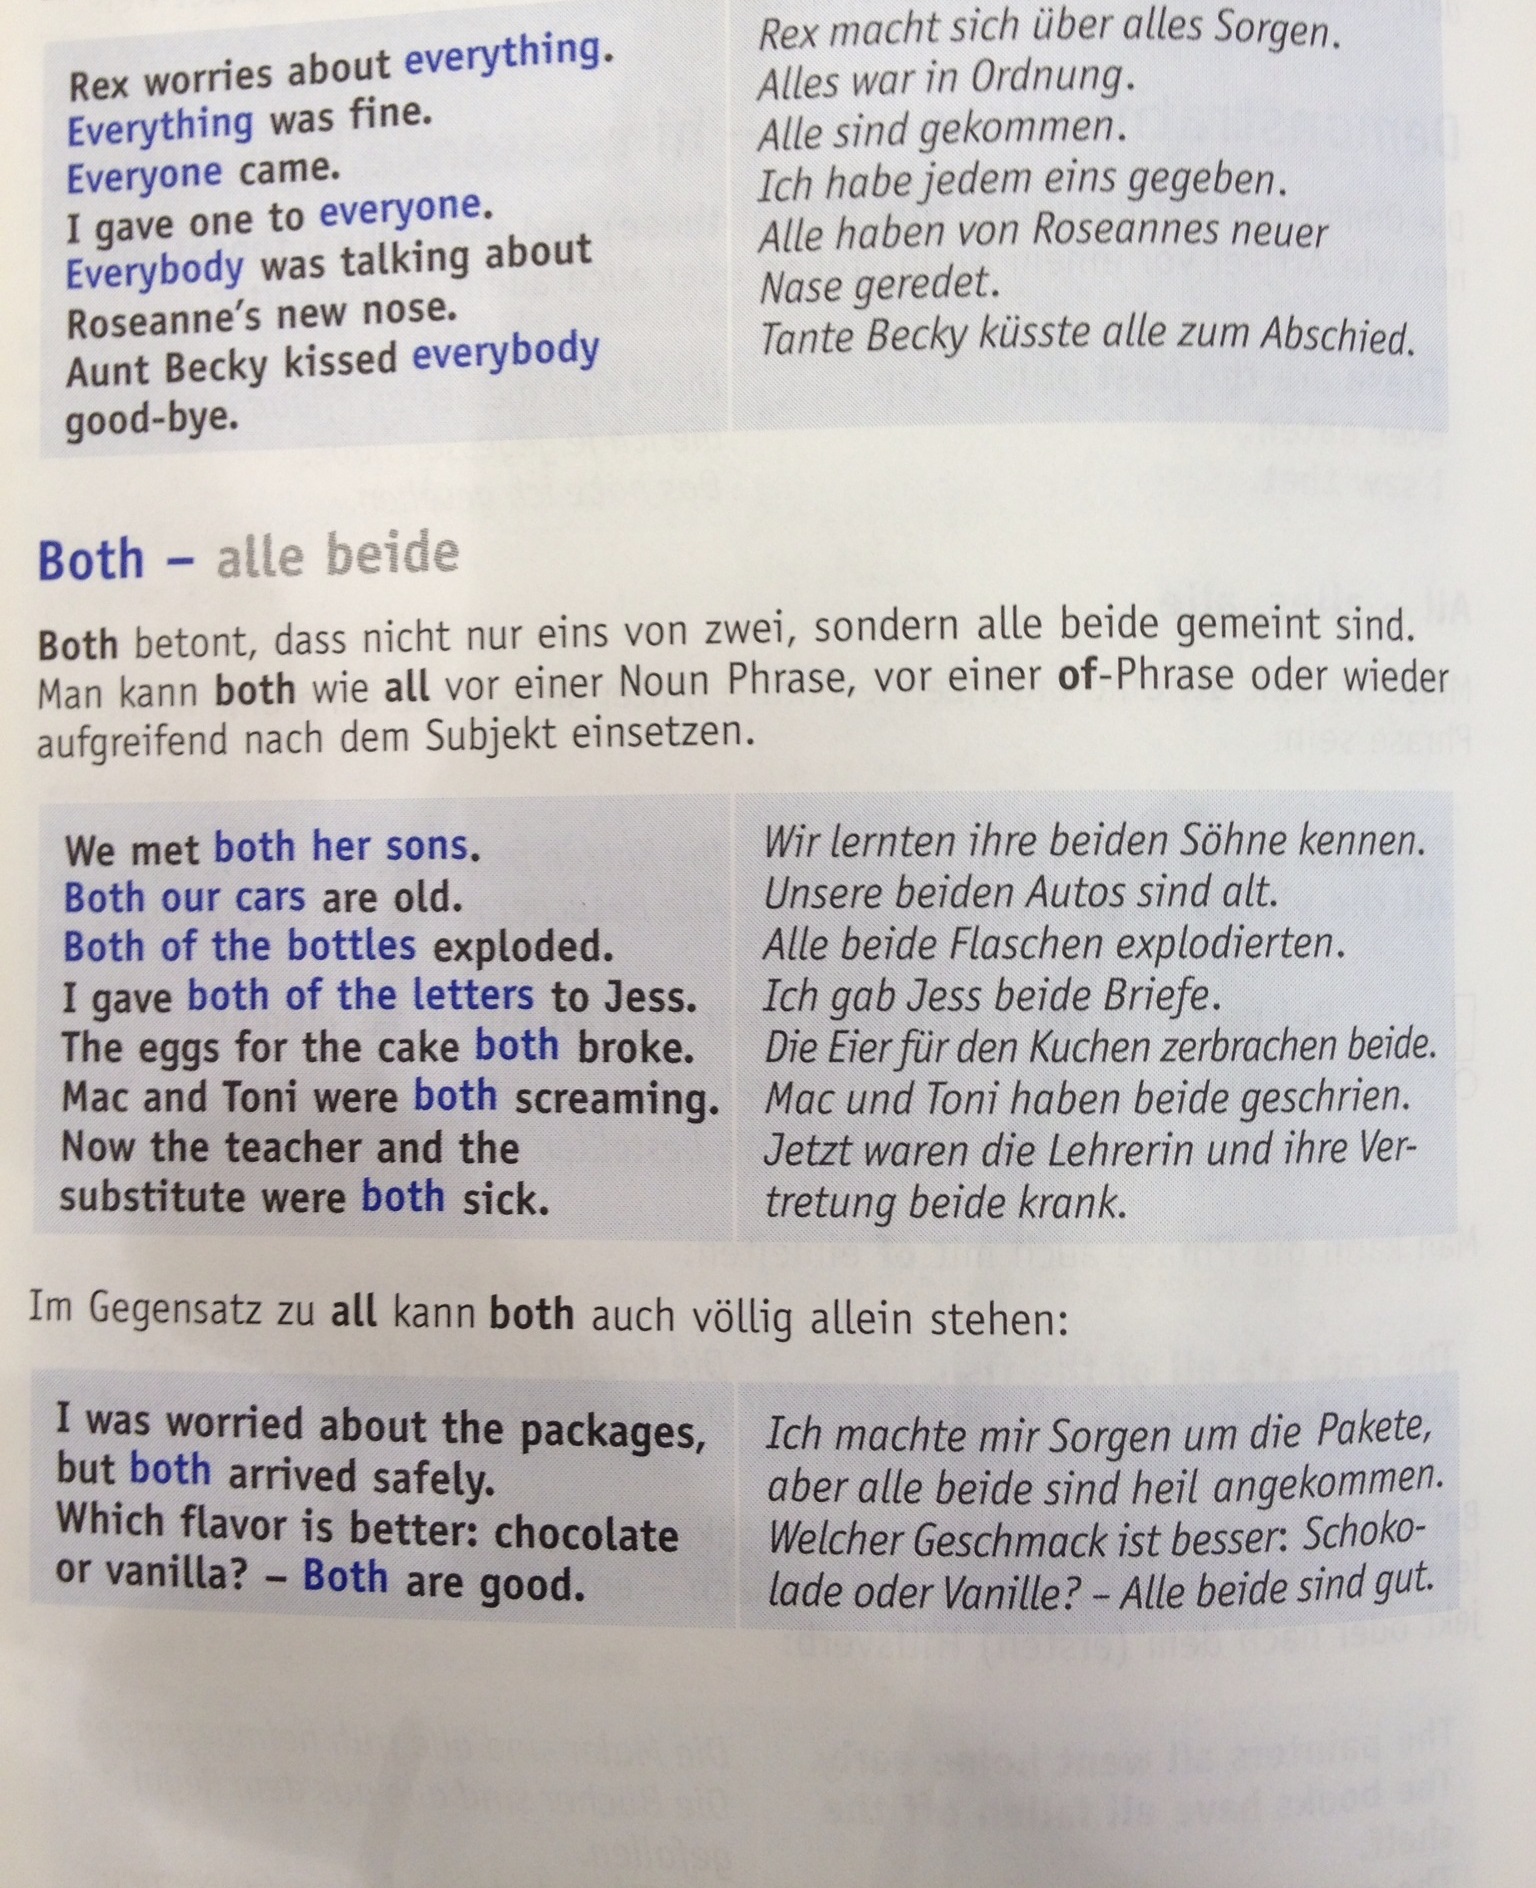 Rex worries about everything.
Everything was fine.
Everyone came.
I gave one to everyone.
Everybody was talking about
Roseanne's new nose.
Aunt Becky kissed everybody
good-bye.
Rex macht sich über alles Sorgen.
Alles war in Ordnung.
Alle sind gekommen.
Ich habe jedem eins gegeben.
Alle haben von Roseannes neuer
Nase geredet.
Tante Becky küsste alle zum Abschied.
Both – alle beide
Both betont, dass nicht nur eins von zwei, sondern alle beide gemeint sind.
Man kann both wie all vor einer Noun Phrase, vor einer of-Phrase oder wieder
aufgreifend nach dem Subjekt einsetzen.
We met both her sons.
Both our cars are old.
Both of the bottles exploded.
I gave both of the letters to Jess.
The eggs for the cake both broke.
Mac and Toni were both screaming.
Now the teacher and the
substitute were both sick.
Wir lernten ihre beiden Söhne kennen.
Unsere beiden Autos sind alt.
Alle beide Flaschen explodierten.
Ich gab Jess beide Briefe.
Die Eier für den Kuchen zerbrachen beide.
Mac und Toni haben beide geschrien.
Jetzt waren die Lehrerin und ihre Ver-
tretung beide krank.
Im Gegensatz zu all kann both auch völlig allein stehen:
I was worried about the packages,
but both arrived safely.
Which flavor is better: chocolate
or vanilla? – Both are good.
Ich machte mir Sorgen um die Pakete,
aber alle beide sind heil angekommen.
Welcher Geschmack ist besser: Schoko-
lade oder Vanille? – Alle beide sind gut.